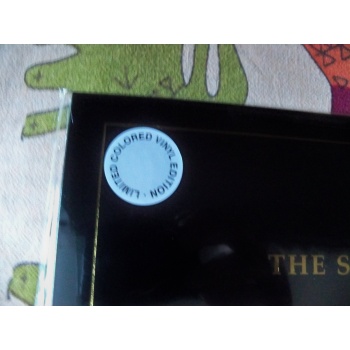 LIMITED COLORED VINYL EDITION ·
THE S